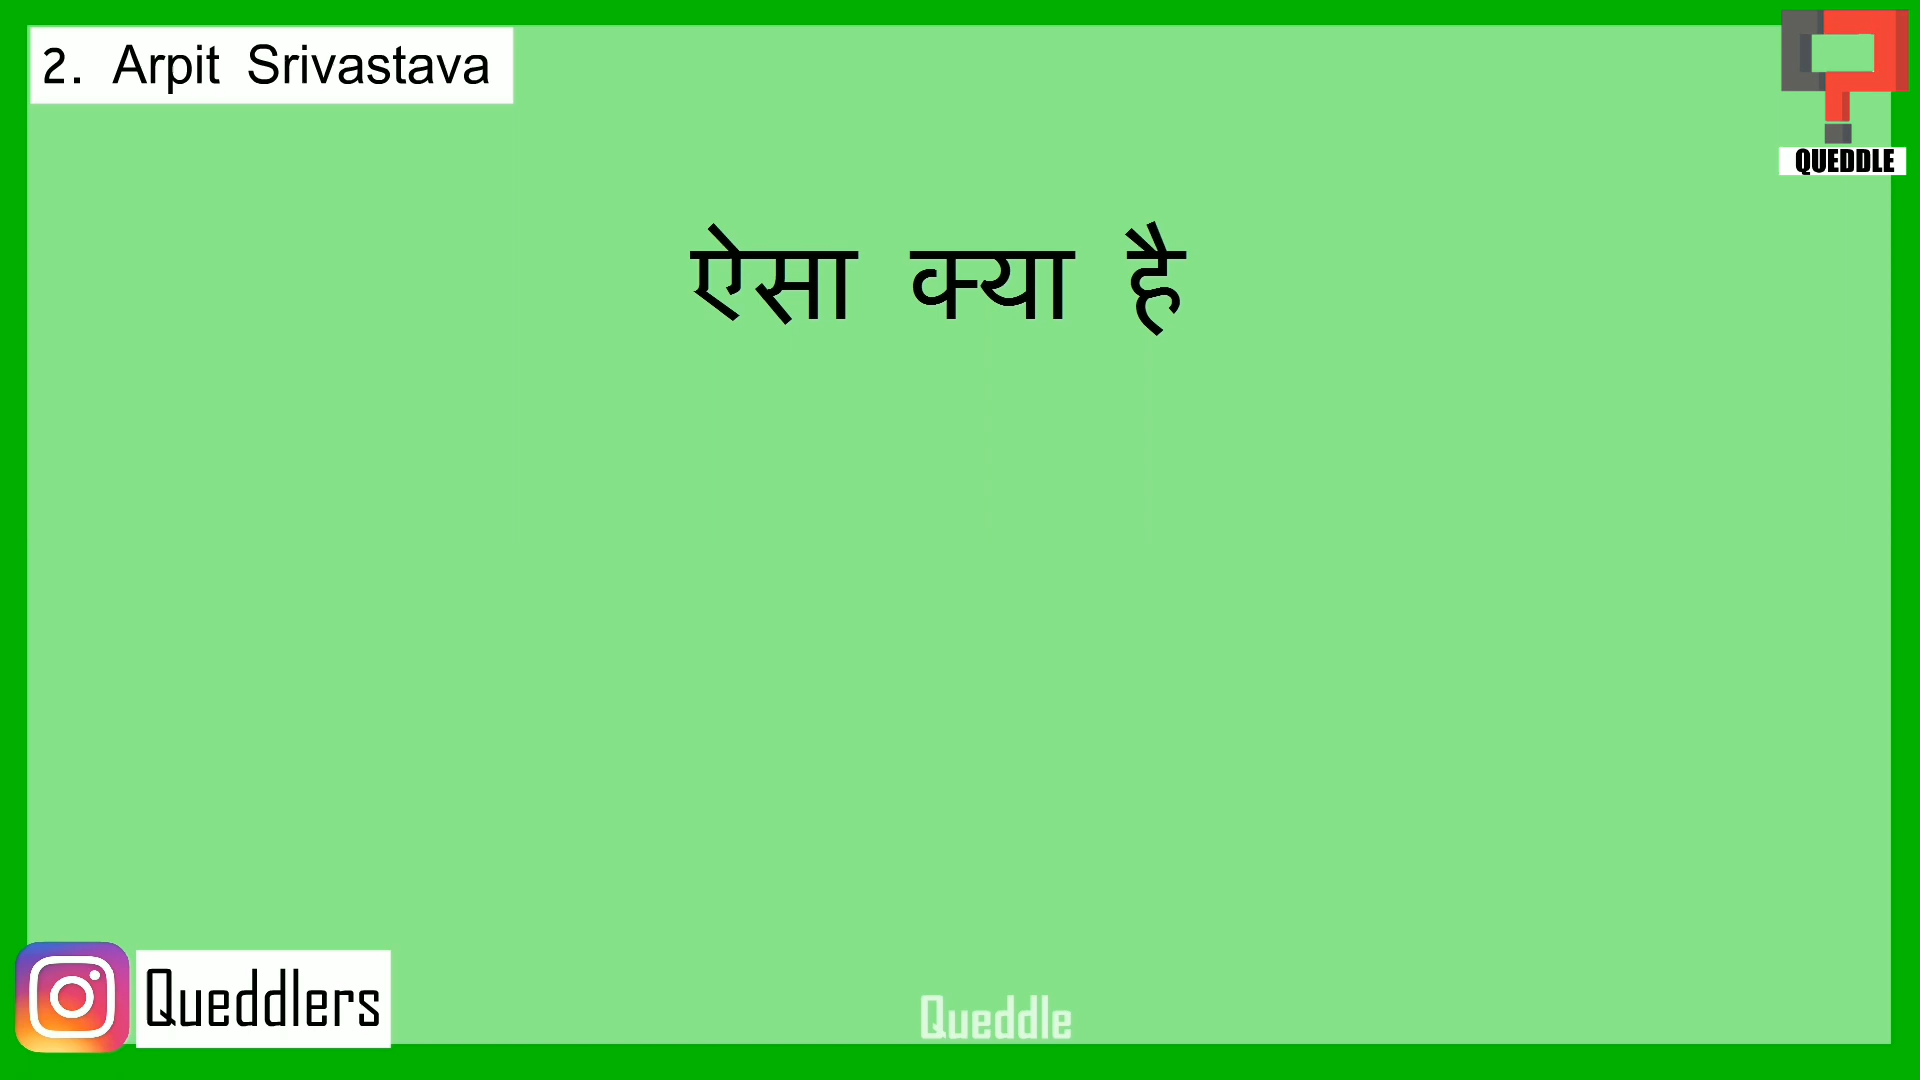 2. Arpit Srivastava
QUEDDLE
ऐसा क्या है
Queddlers
Queddle